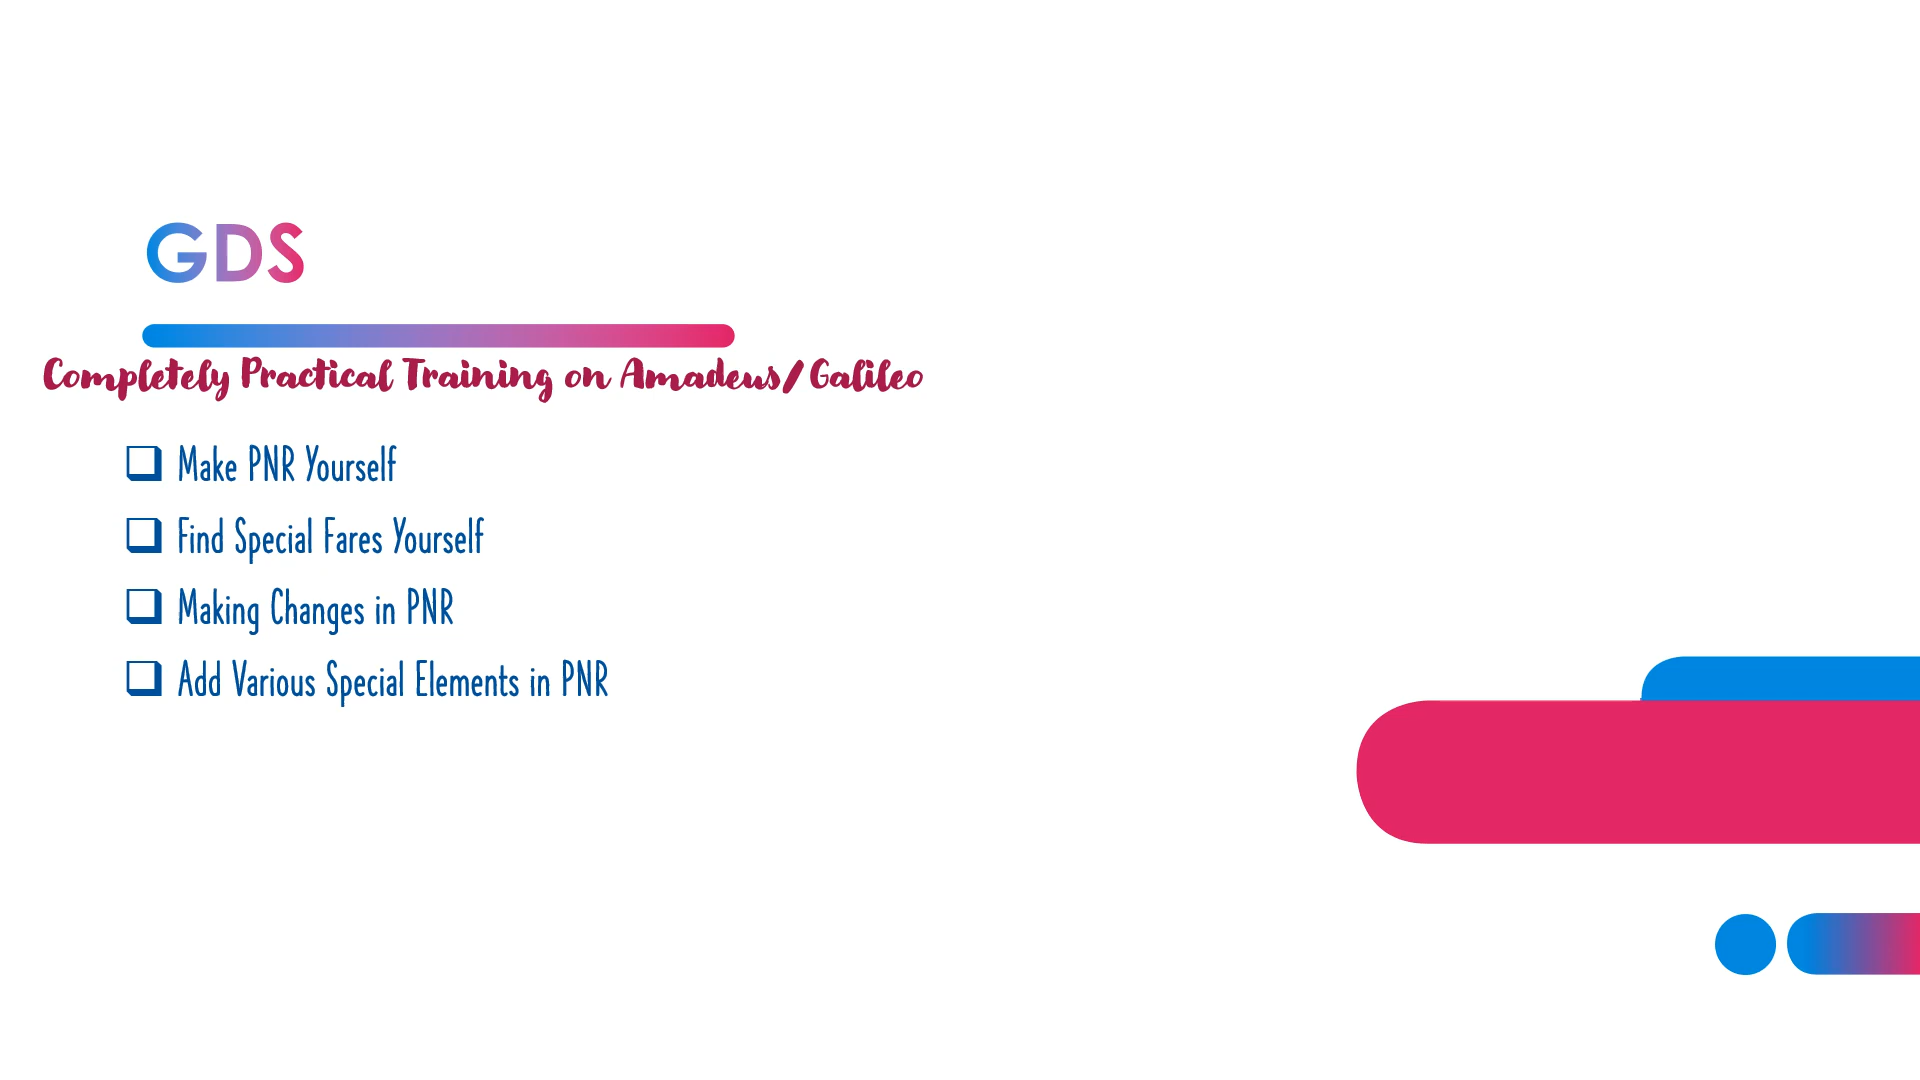 GDS
Completely Practical Training on Amadeus/Galileo
Make PNR Yourself
Find Special Fares Yourself
Making Changes in PNR
Add Various Special Elements in PNR